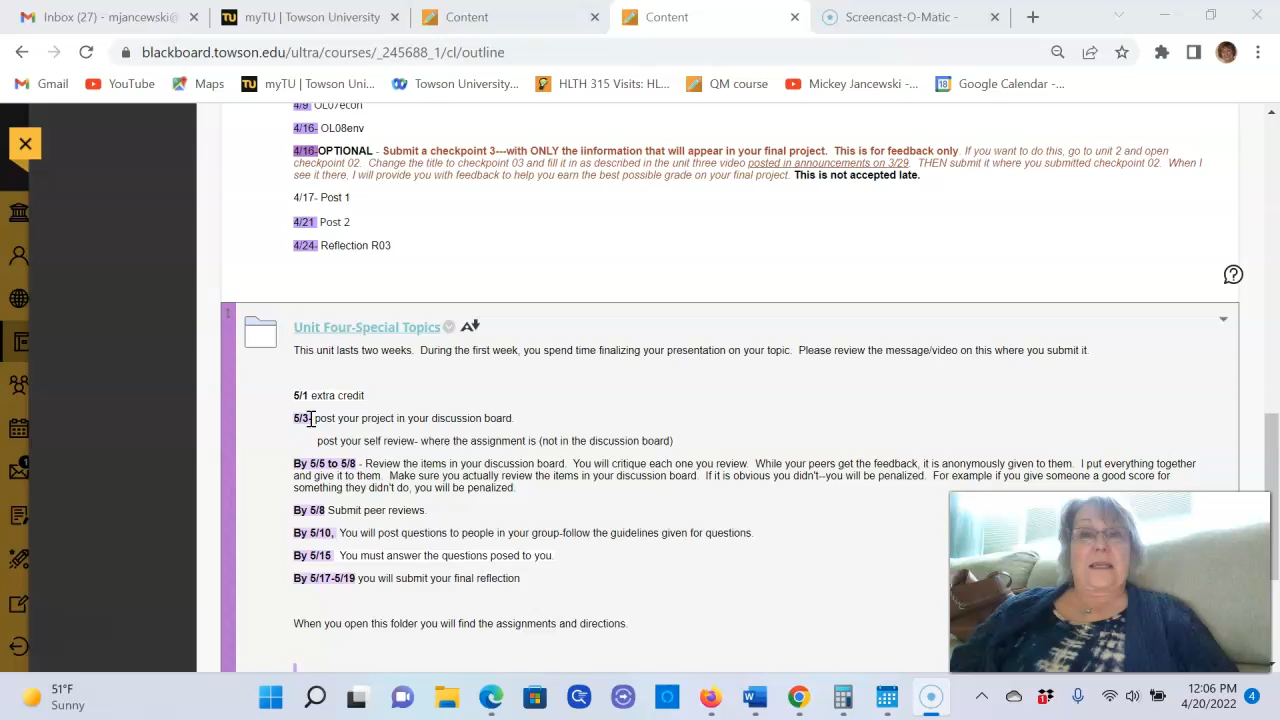 Inbox (27) - mjancewski@
myTU | Towson University
Content
Content
Screencast-O-Matic -
blackboard.towson.edu/ultra/courses/_245688_1/cl/outline
Gmail
YouTube
Maps
myTU | Towson Uni...
Towson University...
HLTH 315 Visits: HL...
QM course
Mickey Jancewski -...
Google Calendar -...
4/9 OL07econ
4/16- OL08env
4/16-OPTIONAL - Submit a checkpoint 3---with ONLY the iinformation that will appear in your final project. This is for feedback only. If you want to do this, go to unit 2 and open
checkpoint 02. Change the title to checkpoint 03 and fill it in as described in the unit three video posted in announcements on 3/29. THEN submit it where you submitted checkpoint 02. When I
see it there. I will provide you with feedback to help you earn the best possible grade on your final project. This is not accepted late.
4/17- Post 1
4/21 Post 2
4/24- Reflection R03
Unit Four-Special Topics
This unit lasts two weeks. During the first week, you spend time finalizing your presentation on your topic. Please review the message/video on this where you submit it.
5/1 extra credit
5/3- post your project in your discussion board.
post your self review- where the assignment is (not in the discussion board)
By 5/5 to 5/8 - Review the items in your discussion board. You will critique each one you review. While your peers get the feedback, it is anonymously given to them. I put everything together
and give it to them. Make sure you actually review the items in your discussion board. If it is obvious you didn't--you will be penalized. For example if you give someone a good score for
something they didn't do, you will be penalized.
By 5/8 Submit peer reviews.
By 5/10, You will post questions to people in your group-follow the guidelines given for questions.
By 5/15 You must answer the questions posed to you.
By 5/17-5/19 you will submit your final reflection
When you open this folder you will find the assignments and directions.
51°F
Sunny
12:06 PM
4/20/2022
4